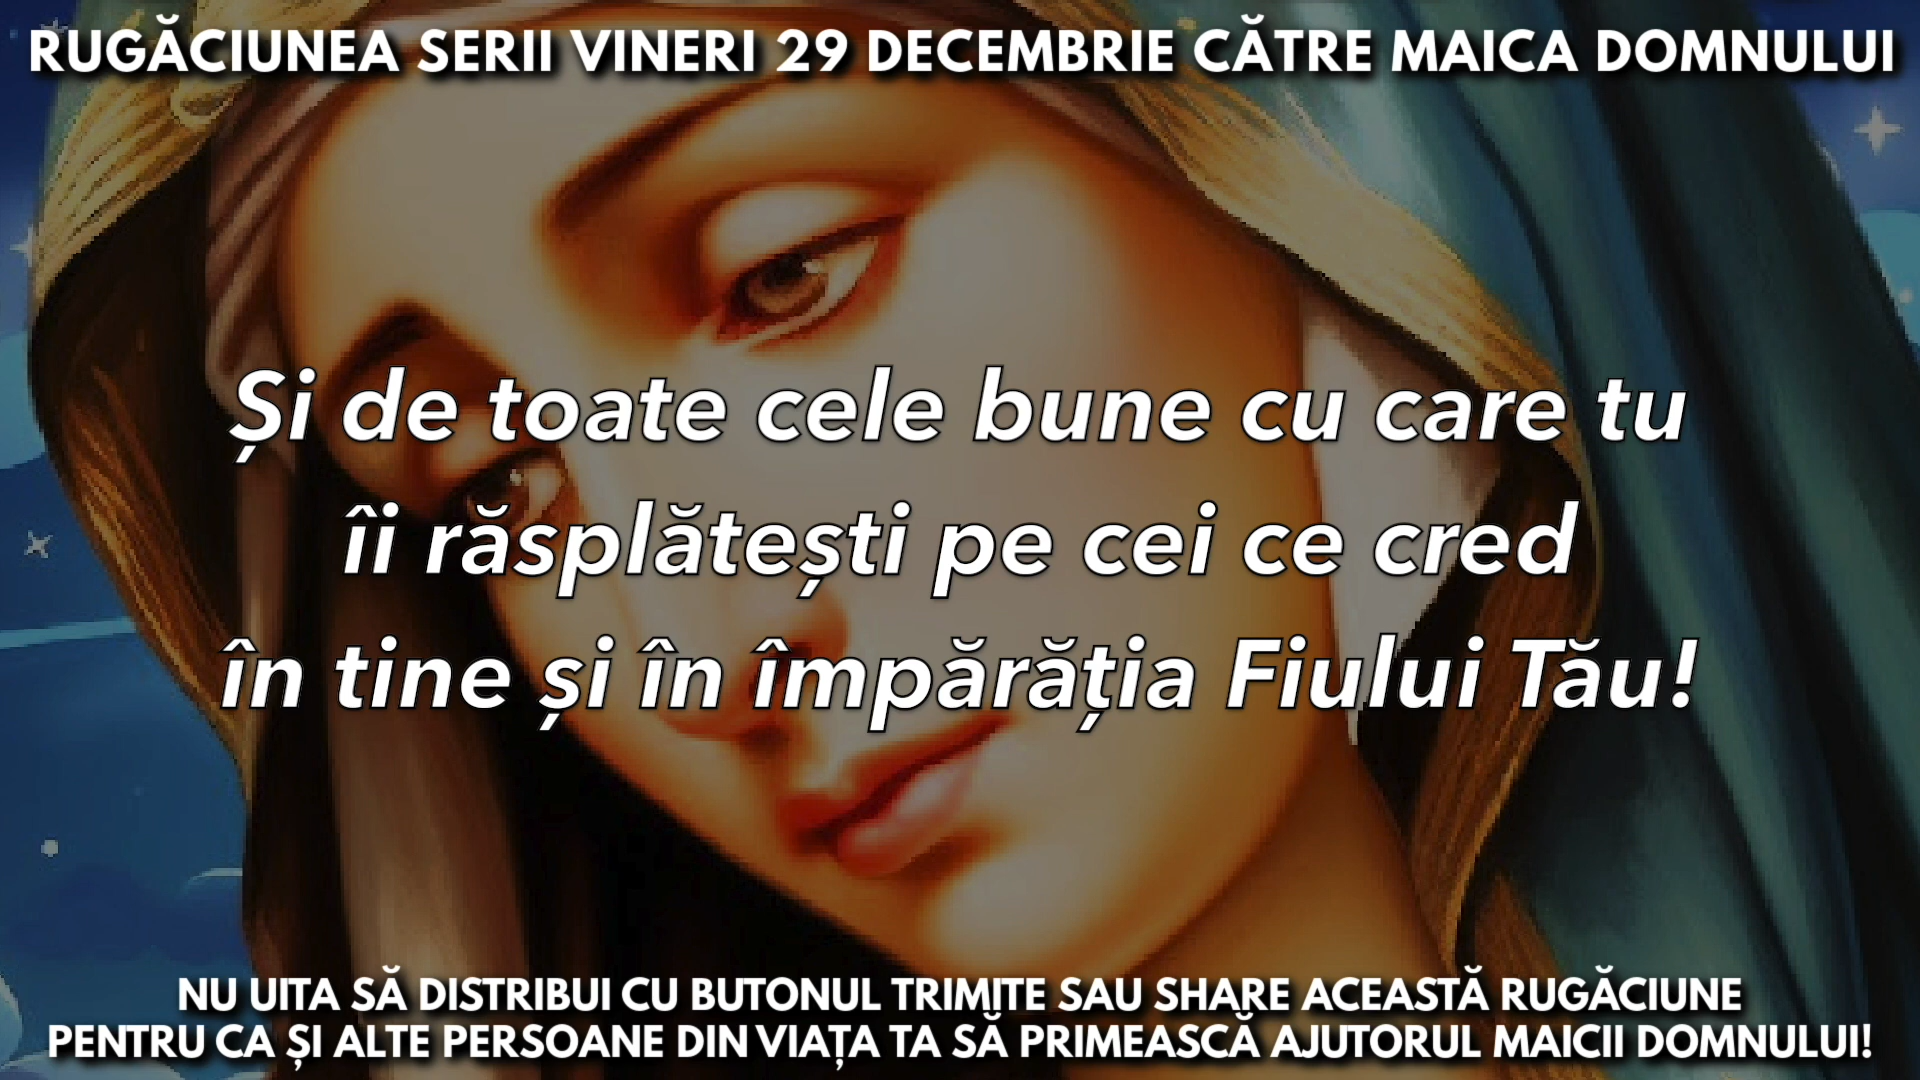 RUGĂCIUNEA SERII VINERI 29 DECEMBRIE CĂTRE MAICA DOMNULUI
Și de toate cele bune cu care tu
îi răsplătești pe cei ce cred
în tine și în împărăția Fiului Tău!
NU UITA SĂ DISTRIBUI CU BUTONUL TRIMITE SAU SHARE ACEASTĂ RUGĂCIUNE
PENTRU CA ȘI ALTE PERSOANE DIN VIAȚA TA SĂ PRIMEASCĂ AJUTORUL MAICII DOMNULUI!